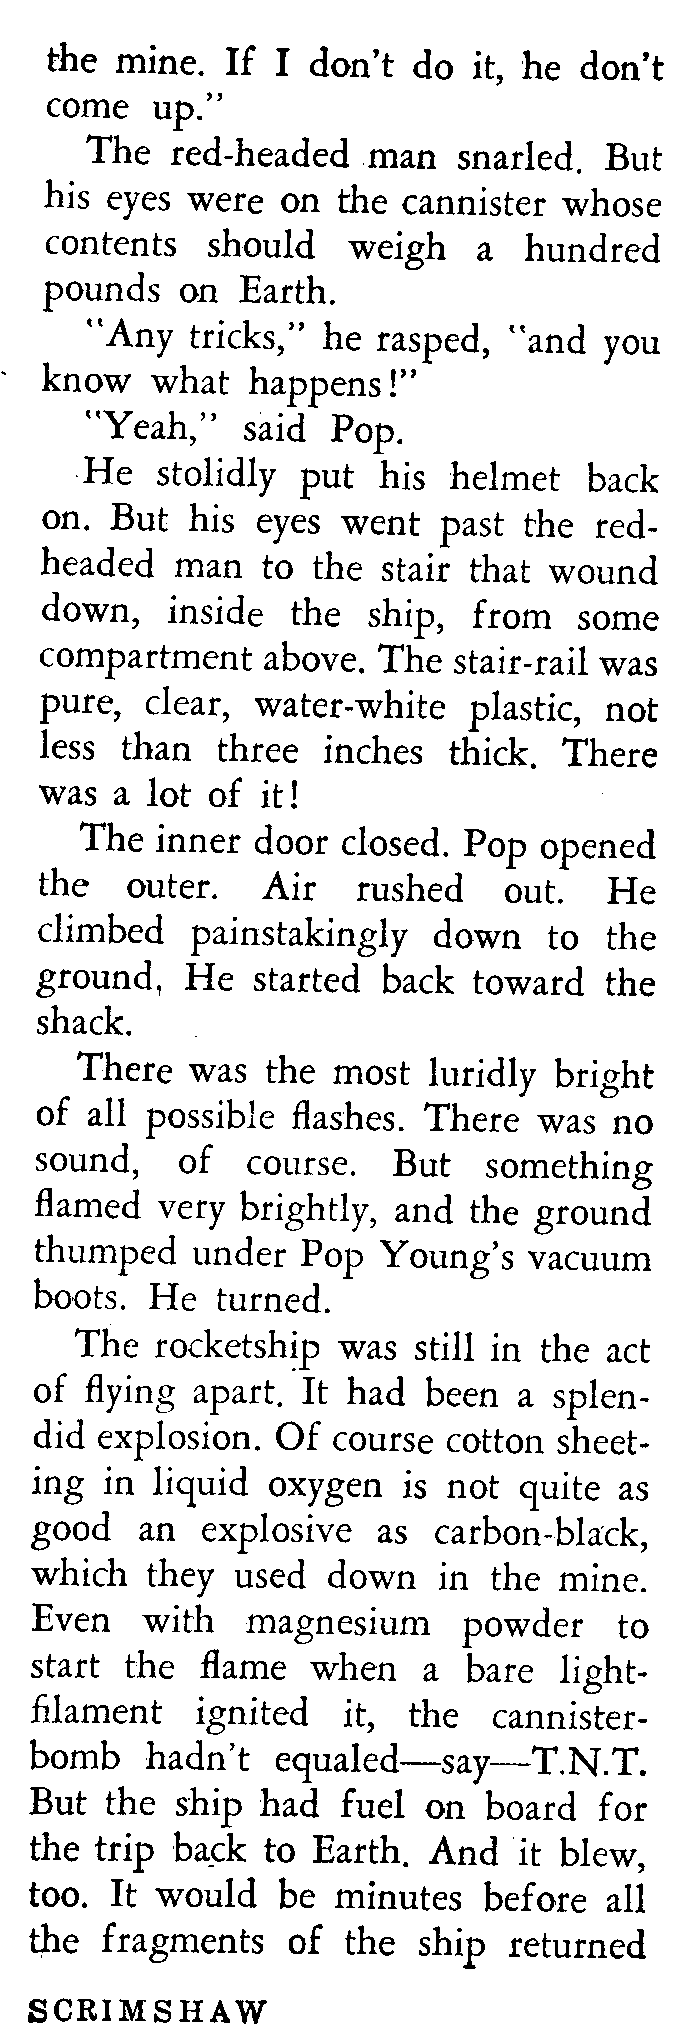 the mine. If I don't do it, he don't
come up."
The red-headed man snarled. But
his eyes were on the cannister whose
contents should weigh a hundred
pounds on Earth.
"Any tricks," he rasped, "and you
know what happens!"
"Yeah," said Pop.
He stolidly put his helmet back
on. But his eyes went past the red-
headed man to the stair that wound
down, inside the ship, from some
compartment above. The stair-rail was
pure, clear, water-white plastic, not
less than three inches thick. There
was a lot of it!
The inner door closed. Pop opened
the outer. Air rushed out. He
climbed painstakingly down to the
ground, He started back toward the
shack.
There was the most luridly bright
of all possible flashes. There was no
sound, of course. But something
flamed very brightly, and the ground
thumped under Pop Young's vacuum
boots. He turned.
The rocketship was still in the act
of flying apart. It had been a splen-
did explosion. Of course cotton sheet-
ing in liquid oxygen is not quite as
good an explosive as carbon-black,
which they used down in the mine.
Even with magnesium powder to
start the flame when a bare light-
filament ignited it, the cannister-
bomb hadn't equaled—say—T.N.T.
But the ship had fuel on board for
the trip back to Earth. And it blew,
too. It would be minutes before all
the fragments of the ship returned
SCRIMSHAW